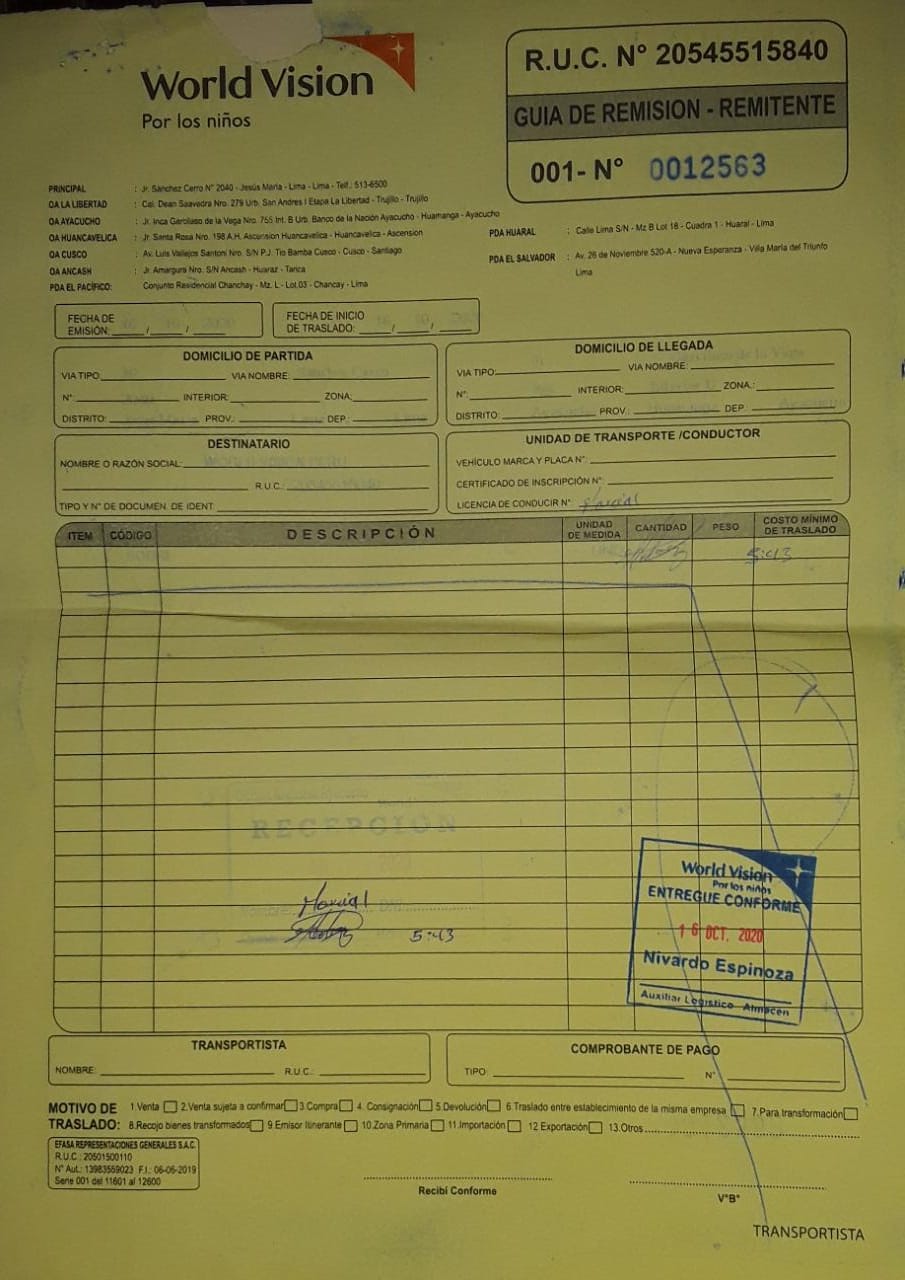 World Vision
Por los niños
R.U.C. N° 20545515840
GUIA DE REMISION - REMITENTE
001- N° 0012563
PRINCIPAL : Jr. Sánchez Cerro N° 2040 - Jesús María - Lima - Lima - Telf.: 513-6500
OA LA LIBERTAD : Cal. Dean Saavedra Nro. 279 Urb. San Andres I Etapa La Libertad - Trujillo - Trujillo
OA AYACUCHO : Jr. Inca Garcilaso de la Vega Nro. 755 Int. B Urb. Banco de la Nación Ayacucho - Huamanga - Ayacucho
OA HUANCAVELICA : Jr. Santa Rosa Nro. 198 A.H. Ascension Huancavelica - Huancavelica - Ascension
OA CUSCO : Av. Luis Vallejos Santoni Nro. S/N P.J. Tio Bamba Cusco - Cusco - Santiago
OA ANCASH : Jr. Amargura Nro. S/N Ancash - Huaraz - Tarica
PDA EL PACÍFICO: Conjunto Residencial Chanchay - Mz. L - Lot.03 - Chancay - Lima
PDA HUARAL : Calle Lima S/N - Mz B Lot 18 - Cuadra 1 - Huaral - Lima
PDA EL SALVADOR : Av. 26 de Noviembre 520-A - Nueva Esperanza - Villa María del Triunfo
Lima
FECHA DE
EMISIÓN: / /
FECHA DE INICIO
DE TRASLADO: / /
DOMICILIO DE PARTIDA
VIA TIPO: VIA NOMBRE:
N°: INTERIOR: ZONA:
DISTRITO: PROV.: DEP.:
DOMICILIO DE LLEGADA
VIA TIPO: VIA NOMBRE:
N°: INTERIOR: ZONA.:
DISTRITO: PROV.: DEP.:
DESTINATARIO
NOMBRE O RAZÓN SOCIAL:
R.U.C.:
TIPO Y N° DE DOCUMEN. DE IDENT.
UNIDAD DE TRANSPORTE /CONDUCTOR
VEHÍCULO MARCA Y PLACA N°:
CERTIFICADO DE INSCRIPCIÓN N°:
LICENCIA DE CONDUCIR N°: Marcial
ITEM CÓDIGO DESCRIPCIÓN UNIDAD DE MEDIDA CANTIDAD PESO COSTO MÍNIMO DE TRASLADO
5:43
RECEPCIÓN
Marcial
5:43
World Vision
Por los niños
ENTREGUE CONFORME
16 OCT. 2020
Nivardo Espinoza
Auxiliar Logístico Almacén
TRANSPORTISTA
NOMBRE: R.U.C.:
COMPROBANTE DE PAGO
TIPO: N°
MOTIVO DE TRASLADO: 1.Venta 2.Venta sujeta a confirmar 3.Compra 4. Consignación 5.Devolución 6.Traslado entre establecimiento de la misma empresa 7.Para transformación
8.Recojo bienes transformados 9.Emisor Itinerante 10.Zona Primaria 11.Importación 12 Exportación 13.Otros
EFASA REPRESENTACIONES GENERALES S.A.C.
R.U.C.: 20501500110
N° Aut.: 13983559023 F.I.: 06-06-2019
Serie 001 del 11601 al 12600
Recibí Conforme
V°B°
TRANSPORTISTA